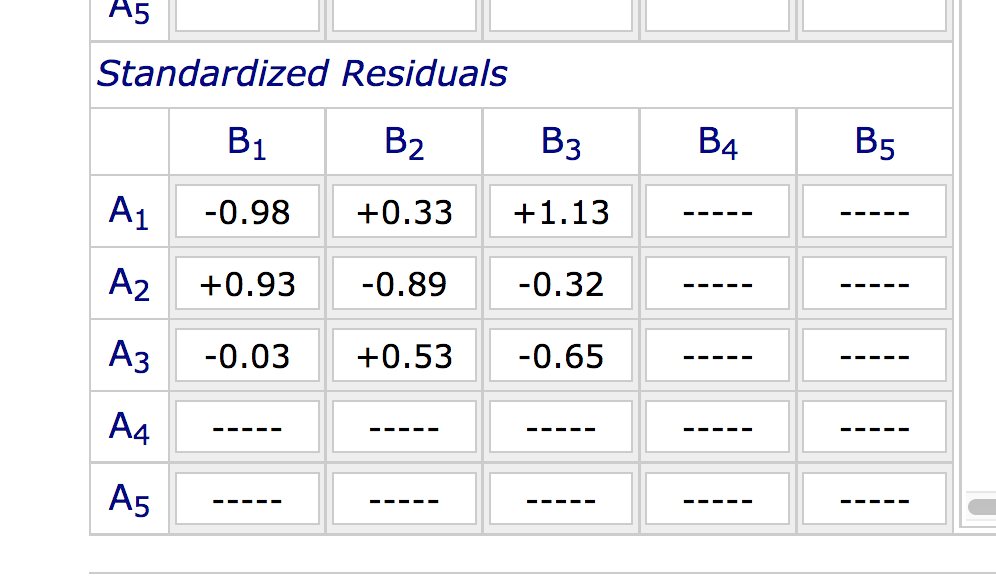 A5
Standardized Residuals
B1 B2 B3 B4 B5
A1 -0.98 +0.33 +1.13 ----- -----
A2 +0.93 -0.89 -0.32 ----- -----
A3 -0.03 +0.53 -0.65 ----- -----
A4 ----- ----- ----- ----- -----
A5 ----- ----- ----- ----- -----